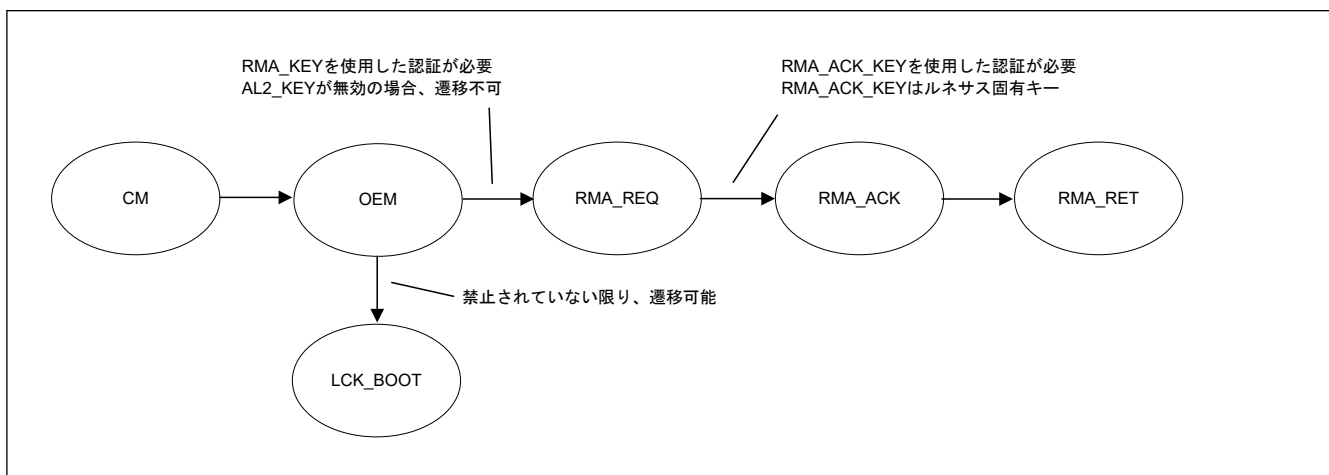 RMA_KEYを使用した認証が必要
AL2_KEYが無効の場合、遷移不可
RMA_ACK_KEYを使用した認証が必要
RMA_ACK_KEYはルネサス固有キー
CM
OEM
RMA_REQ
RMA_ACK
RMA_RET
禁止されていない限り、遷移可能
LCK_BOOT